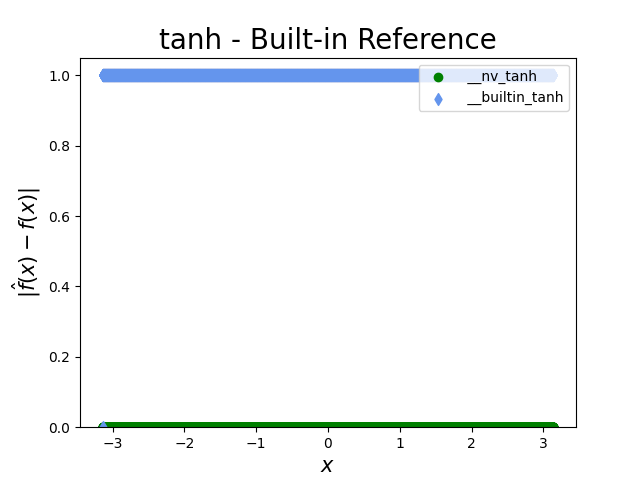 tanh - Built-in Reference
|f̂(x) − f(x)|
1.0
0.8
0.6
0.4
0.2
0.0
__nv_tanh
__builtin_tanh
−3
−2
−1
0
1
2
3
x